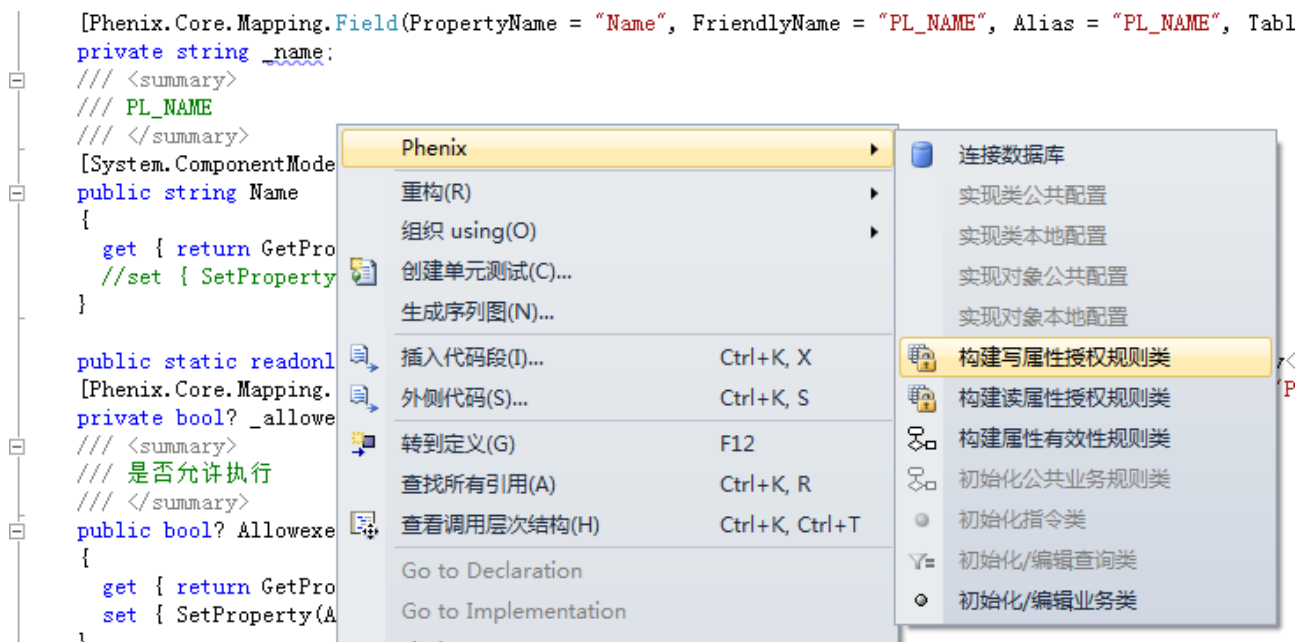 [Phenix.Core.Mapping.Field(PropertyName = "Name", FriendlyName = "PL_NAME", Alias = "PL_NAME", Tabl
private string _name;
/// <summary>
/// PL_NAME
/// </summary>
[System.ComponentMode
public string Name
{
get { return GetPro
//set { SetProperty
}
public static readonl
[Phenix.Core.Mapping.
private bool? _allowe
/// <summary>
/// 是否允许执行
/// </summary>
public bool? Allowexe
{
get { return GetPro
set { SetProperty(A
Phenix
重构(R)
组织 using(O)
创建单元测试(C)...
生成序列图(N)...
插入代码段(I)... Ctrl+K, X
外侧代码(S)... Ctrl+K, S
转到定义(G) F12
查找所有引用(A) Ctrl+K, R
查看调用层次结构(H) Ctrl+K, Ctrl+T
Go to Declaration
Go to Implementation
连接数据库
实现类公共配置
实现类本地配置
实现对象公共配置
实现对象本地配置
构建写属性授权规则类
构建读属性授权规则类
构建属性有效性规则类
初始化公共业务规则类
初始化指令类
初始化/编辑查询类
初始化/编辑业务类
y<
"P